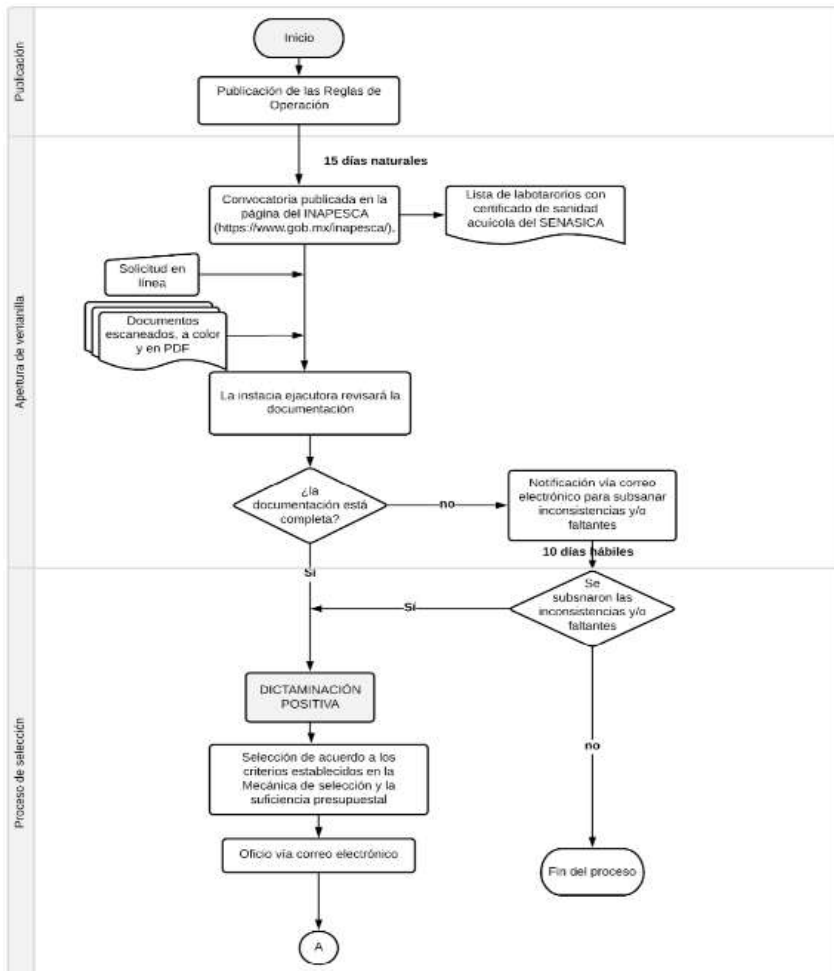 Publicación
Inicio
Publicación de las Reglas de
Operación
Apertura de ventanilla
15 días naturales
Convocatoria publicada en la
página del INAPESCA
(https://www.gob.mx/inapesca/),
Lista de labotarorios con
certificado de sanidad
acuícola del SENASICA
Solicitud en
línea
Documentos
escaneados, a color
y en PDF
La instacia ejacutora revisará la
documentación
¿la
documentación está
completa?
no
Notificación vía correo
electrónico para subsanar
inconsistencias y/o
faltantes
10 días hábiles
Sí
Proceso de selección
Se
subsnaron las
inconsistencias y/o
faltantes
Sí
DICTAMINACIÓN
POSITIVA
no
Selección de acuerdo a los
criterios establecidos en la
Mecánica de selección y la
suficiencia presupuestal
Oficio vía correo electrónico
Fin del proceso
A